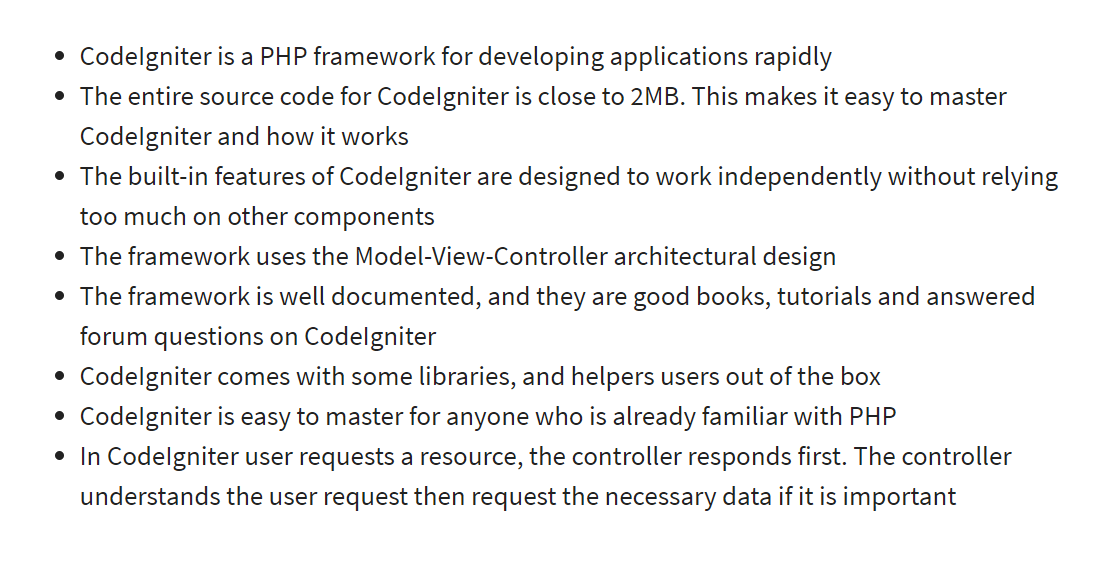 • CodeIgniter is a PHP framework for developing applications rapidly
• The entire source code for CodeIgniter is close to 2MB. This makes it easy to master
CodeIgniter and how it works
• The built-in features of CodeIgniter are designed to work independently without relying
too much on other components
• The framework uses the Model-View-Controller architectural design
• The framework is well documented, and they are good books, tutorials and answered
forum questions on CodeIgniter
• CodeIgniter comes with some libraries, and helpers users out of the box
• CodeIgniter is easy to master for anyone who is already familiar with PHP
• In CodeIgniter user requests a resource, the controller responds first. The controller
understands the user request then request the necessary data if it is important